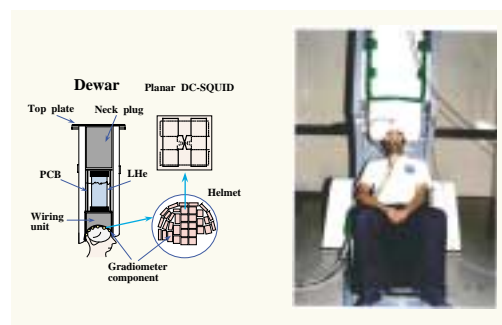 Dewar
Planar DC-SQUID
Top plate
Neck plug
PCB
LHe
Helmet
Wiring
unit
Gradiometer
component